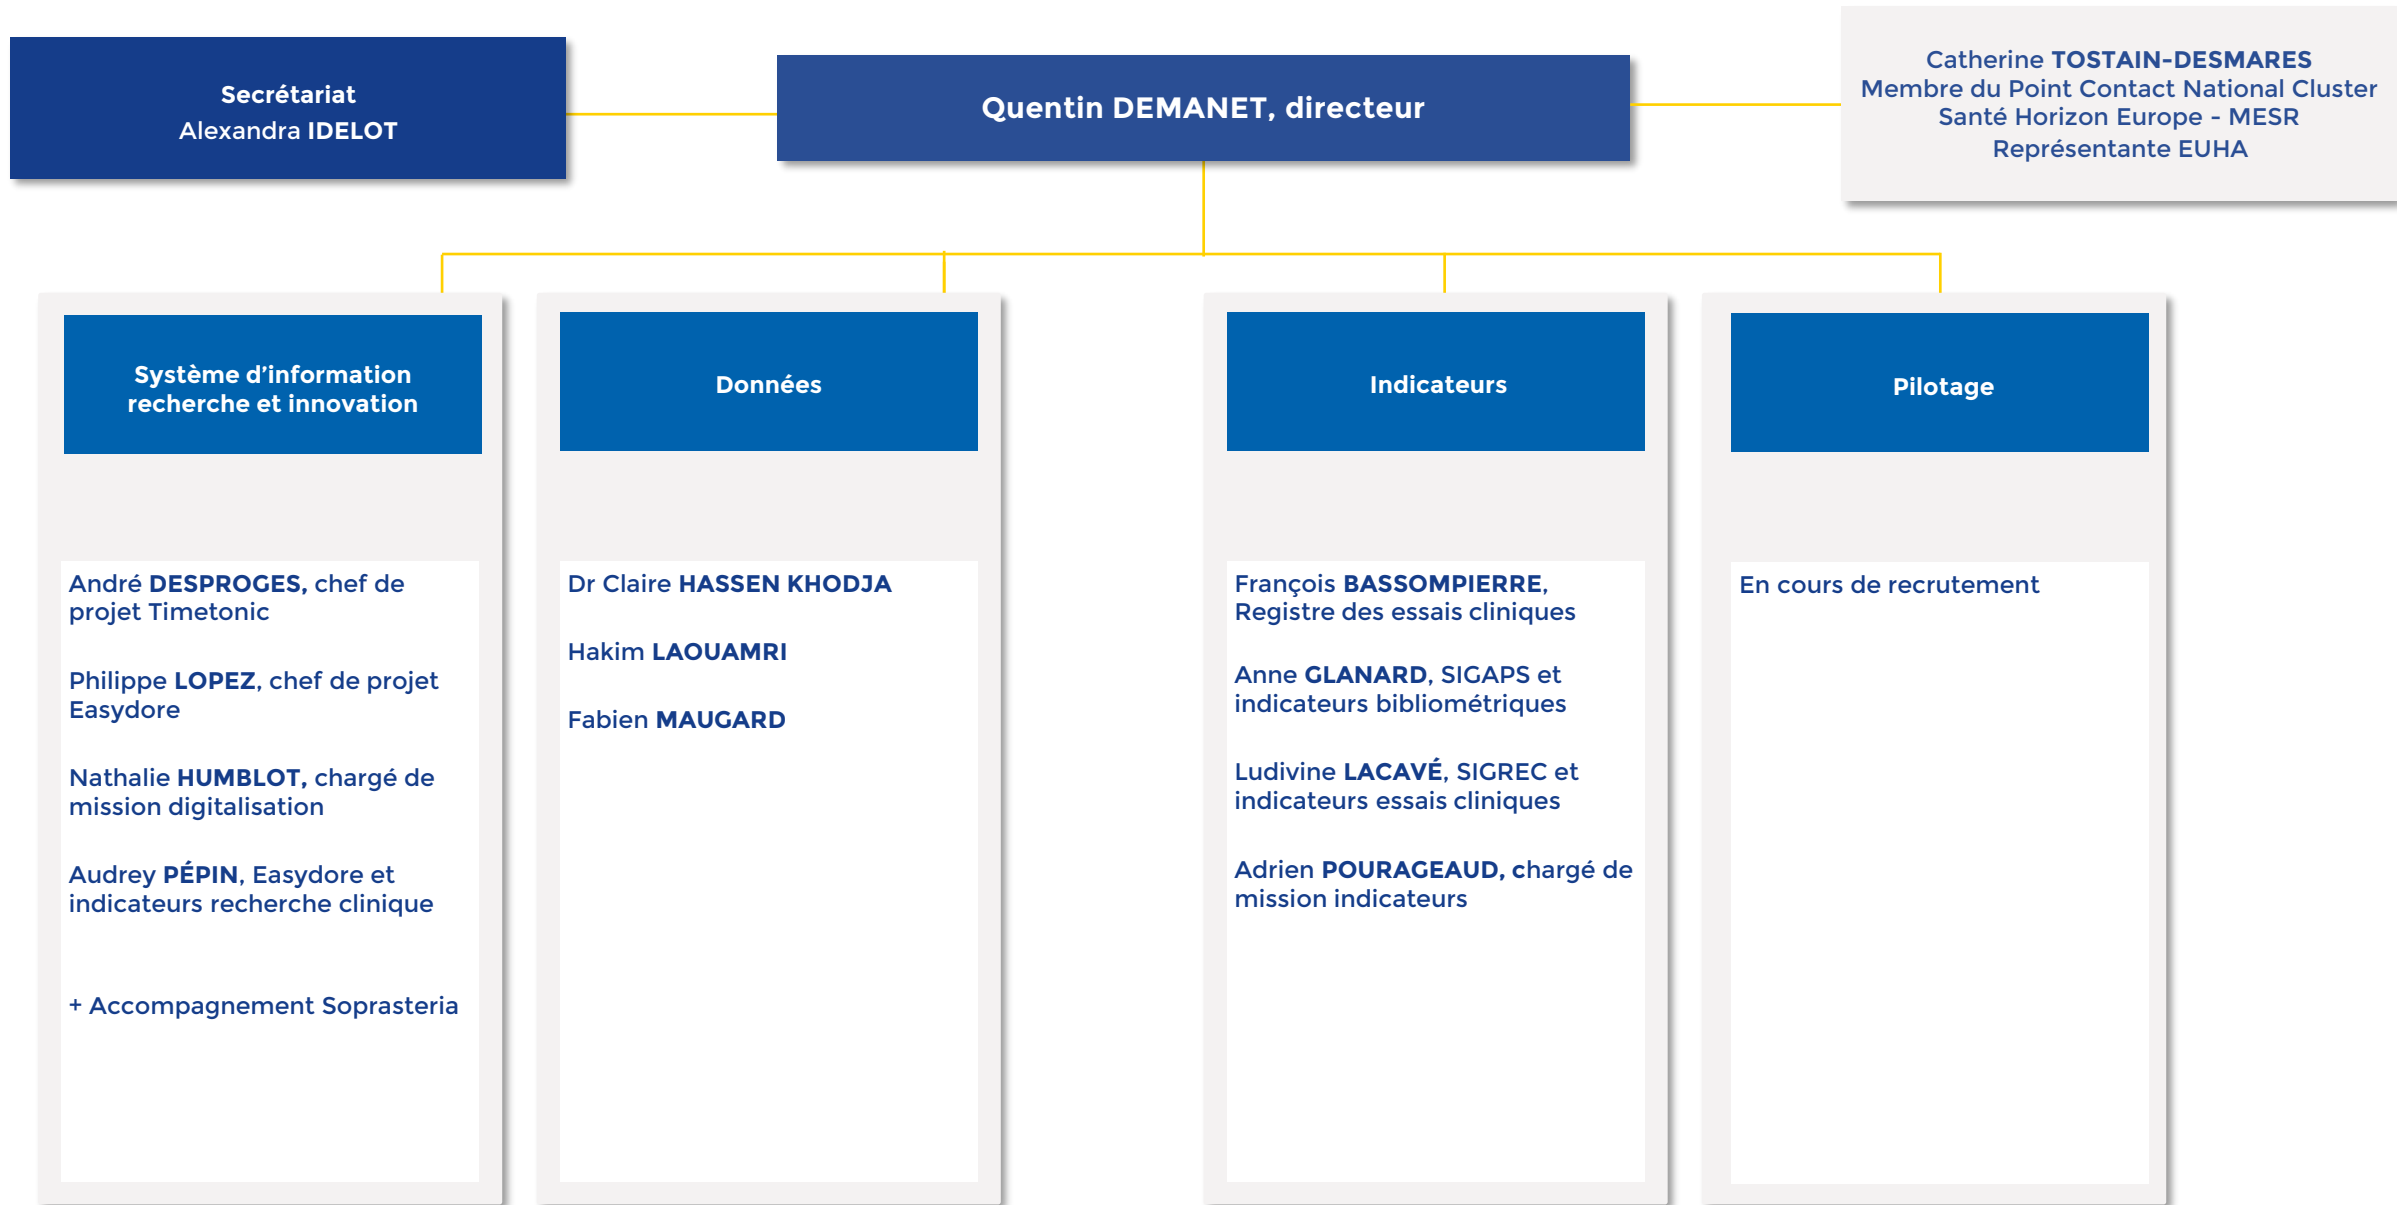 Secrétariat
Alexandra IDELOT
Quentin DEMANET, directeur
Catherine TOSTAIN-DESMARES
Membre du Point Contact National Cluster
Santé Horizon Europe - MESR
Représentante EUHA
Système d’information
recherche et innovation
André DESPROGES, chef de
projet Timetonic
Philippe LOPEZ, chef de projet
Easydore
Nathalie HUMBLOT, chargé de
mission digitalisation
Audrey PÉPIN, Easydore et
indicateurs recherche clinique
+ Accompagnement Soprasteria
Données
Dr Claire HASSEN KHODJA
Hakim LAOUAMRI
Fabien MAUGARD
Indicateurs
François BASSOMPIERRE,
Registre des essais cliniques
Anne GLANARD, SIGAPS et
indicateurs bibliométriques
Ludivine LACAVÉ, SIGREC et
indicateurs essais cliniques
Adrien POURAGEAUD, chargé de
mission indicateurs
Pilotage
En cours de recrutement